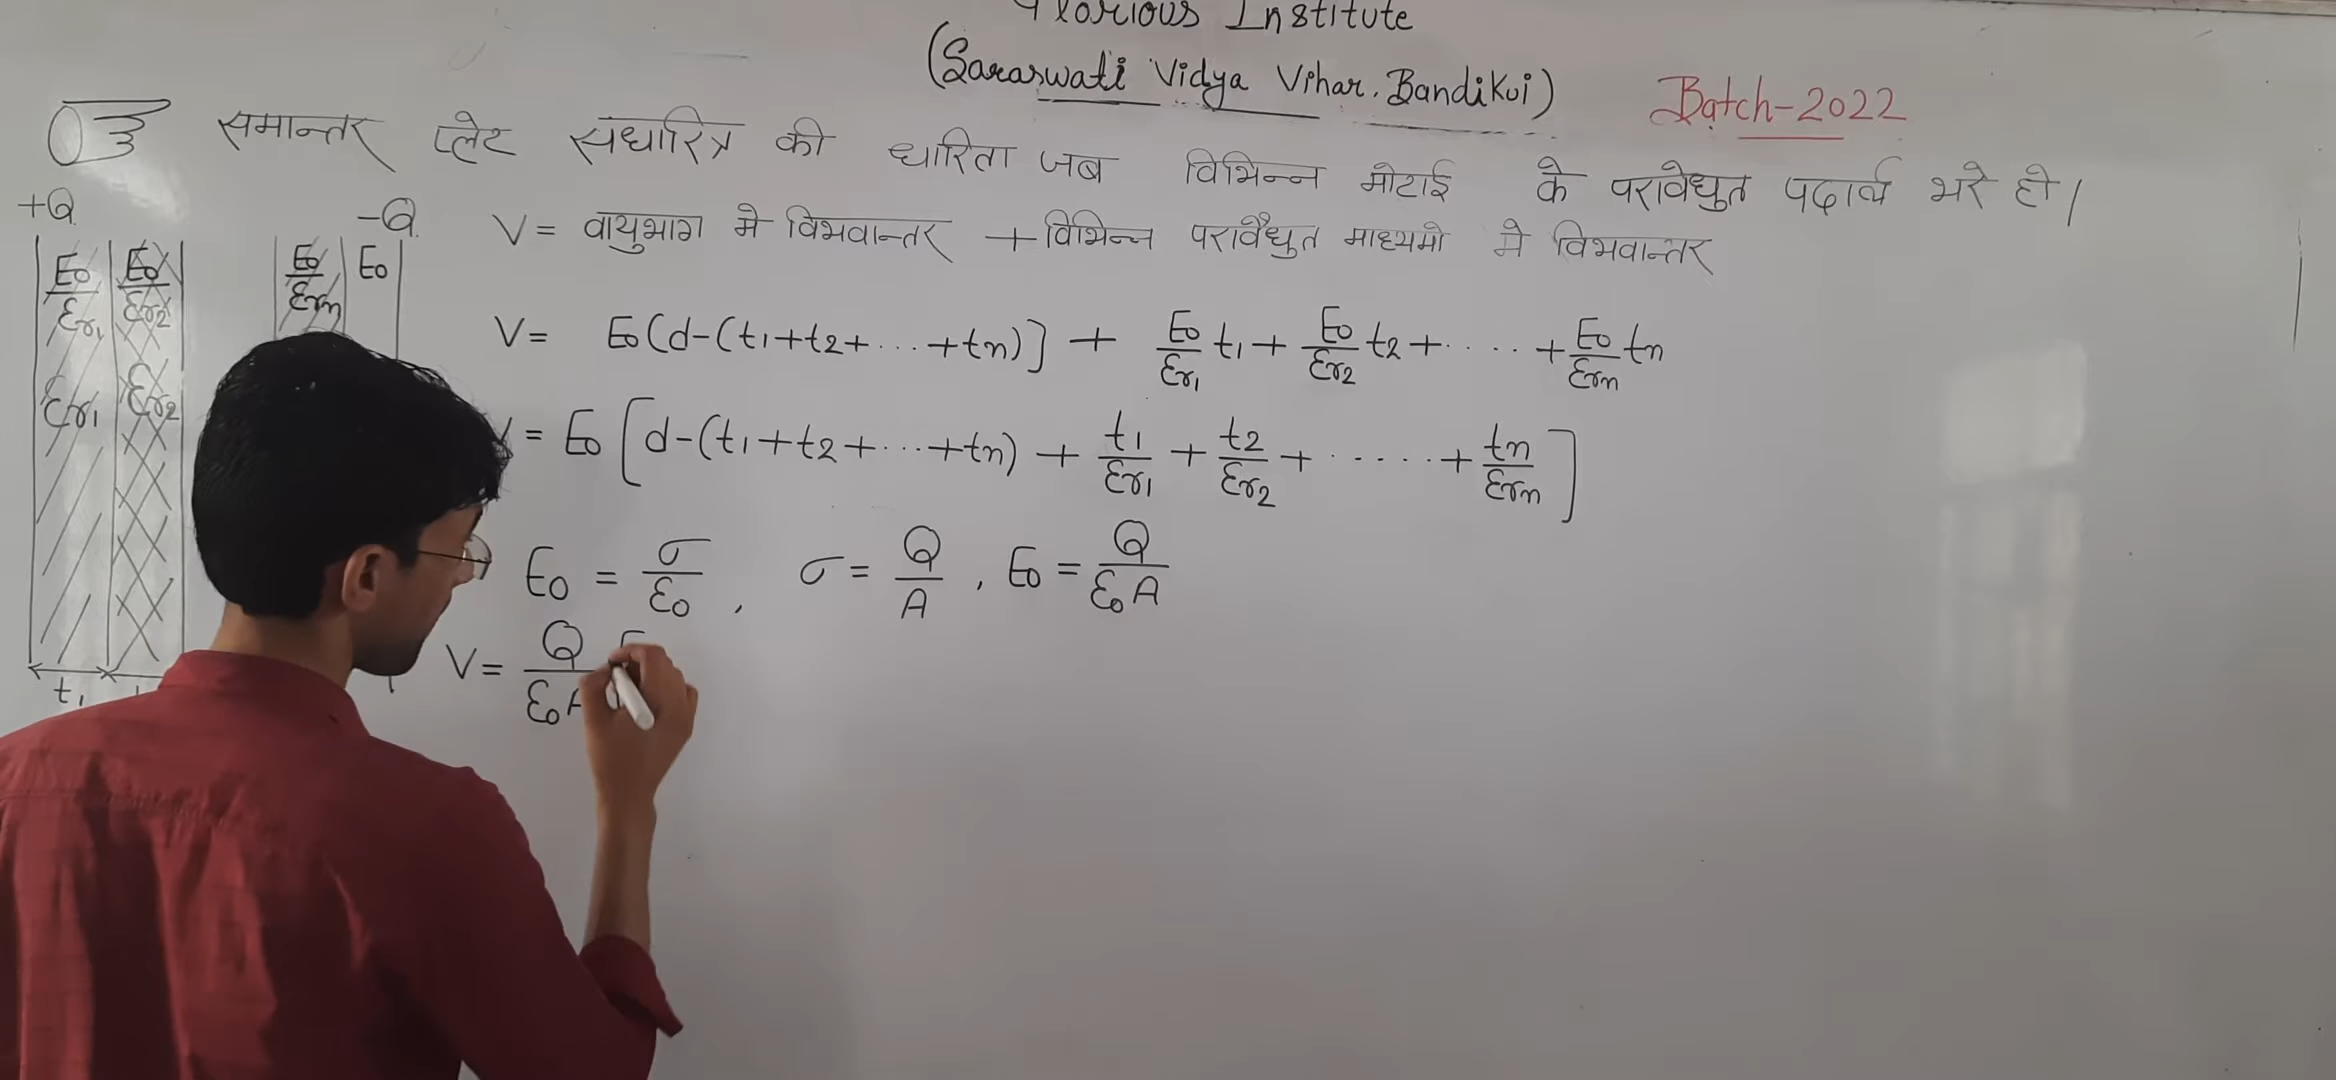 Glorious Institute
(Saraswati Vidya Vihar, Bandikui)
Batch-2022
समान्तर प्लेट संधारित्र की धारिता जब विभिन्न मोटाई के परावैधुत पदार्थ भरे हो।
+Q -Q
V = वायुभाग मे विभवान्तर + विभिन्न परावैधुत माध्यमो मे विभवान्तर
E₀/εr₁ E₀/εr₂ E₀/εrn E₀
V = E₀(d-(t₁+t₂+...+tn)] + E₀/εr₁ t₁ + E₀/εr₂ t₂ + ..... + E₀/εrn tn
εr₁ εr₂
= E₀ [d-(t₁+t₂+...+tn) + t₁/εr₁ + t₂/εr₂ + ..... + tn/εrn]
E₀ = σ/ε₀ , σ = Q/A , E₀ = Q/ε₀A
V = Q/ε₀A
t₁